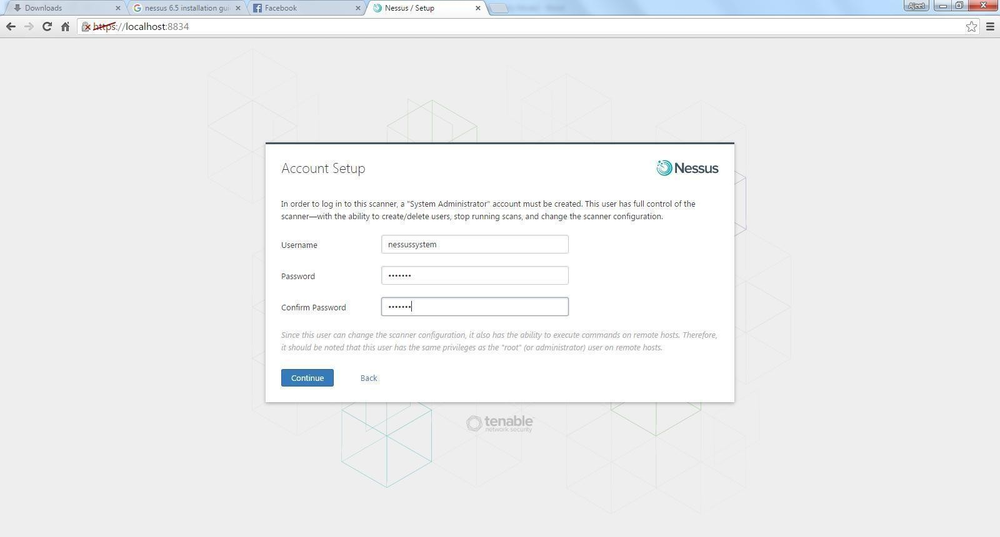 Downloads
nessus 6.5 installation gui
Facebook
Nessus / Setup
Ajeet
https://localhost:8834
Account Setup
Nessus
In order to log in to this scanner, a "System Administrator" account must be created. This user has full control of the
scanner—with the ability to create/delete users, stop running scans, and change the scanner configuration.
Username
nessussystem
Password
•••••••
Confirm Password
•••••••
Since this user can change the scanner configuration, it also has the ability to execute commands on remote hosts. Therefore,
it should be noted that this user has the same privileges as the "root" (or administrator) user on remote hosts.
Continue
Back
tenable
network security